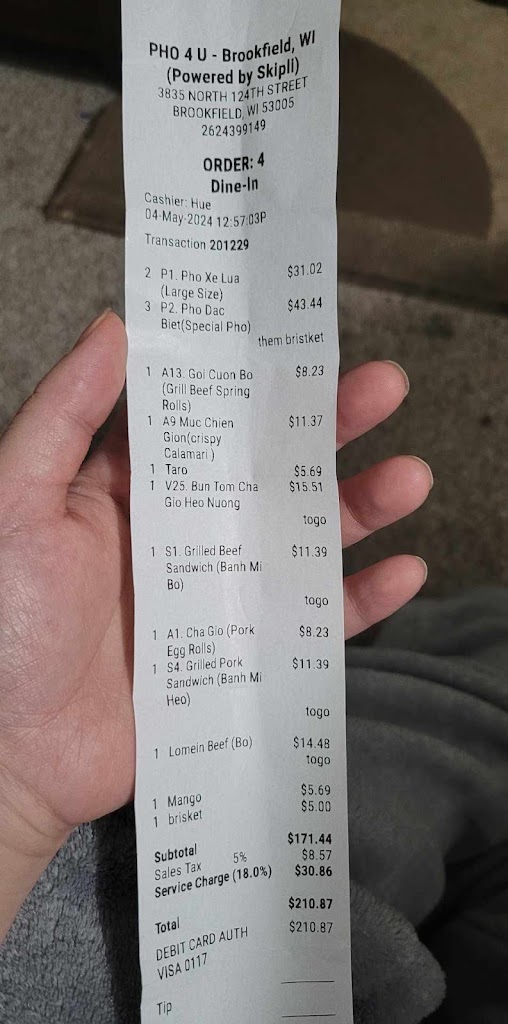 PHO 4 U - Brookfield, WI
(Powered by Skipli)
3835 NORTH 124TH STREET
BROOKFIELD, WI 53005
2624399149
ORDER: 4
Dine-In
Cashier: Hue
04-May-2024 12:57:03P
Transaction 201229
2 P1. Pho Xe Lua $31.02
(Large Size)
3 P2. Pho Dac $43.44
Biet(Special Pho)
them bristket
1 A13. Goi Cuon Bo $8.23
(Grill Beef Spring
Rolls)
1 A9 Muc Chien $11.37
Gion(crispy
Calamari )
1 Taro $5.69
1 V25. Bun Tom Cha $15.51
Gio Heo Nuong
togo
1 S1. Grilled Beef $11.39
Sandwich (Banh Mi
Bo)
togo
1 A1. Cha Gio (Pork $8.23
Egg Rolls)
1 S4. Grilled Pork $11.39
Sandwich (Banh Mi
Heo)
togo
1 Lomein Beef (Bo) $14.48
togo
1 Mango $5.69
1 brisket $5.00
Subtotal $171.44
Sales Tax 5% $8.57
Service Charge (18.0%) $30.86
Total $210.87
DEBIT CARD AUTH $210.87
VISA 0117
Tip